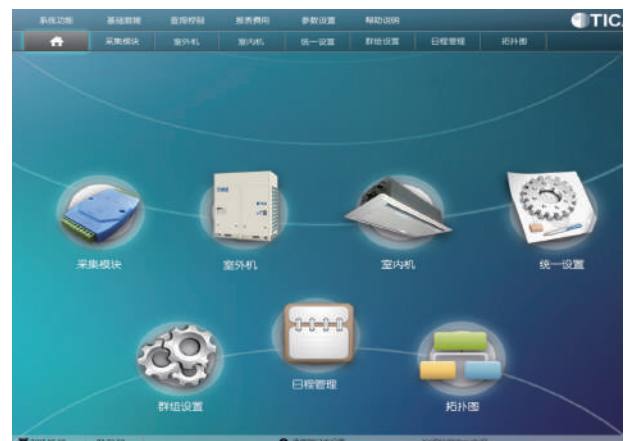 系统功能 基础数据 查询控制 报表费用 参数设置 帮助说明 TICA
采集模块 室外机 室内机 统一设置 群组设置 日程管理 拓扑图
采集模块 室外机 室内机 统一设置
群组设置 日程管理 拓扑图